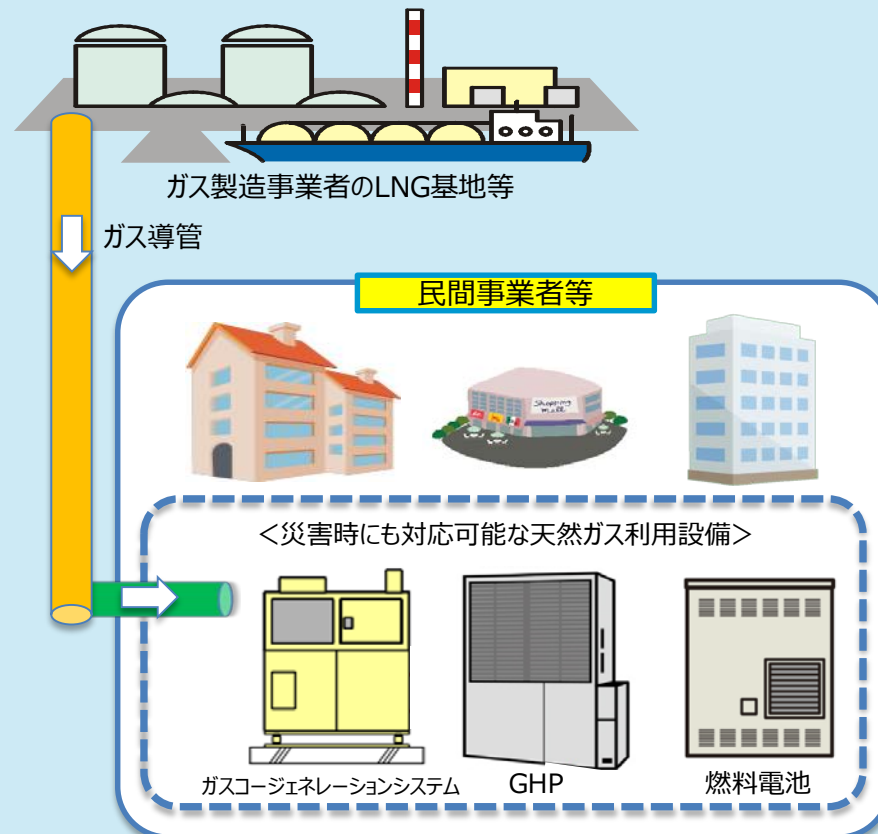 ガス製造事業者のLNG基地等
ガス導管
民間事業者等
Shopping
Mall
＜災害時にも対応可能な天然ガス利用設備＞
ガスコージェネレーションシステム
GHP
燃料電池